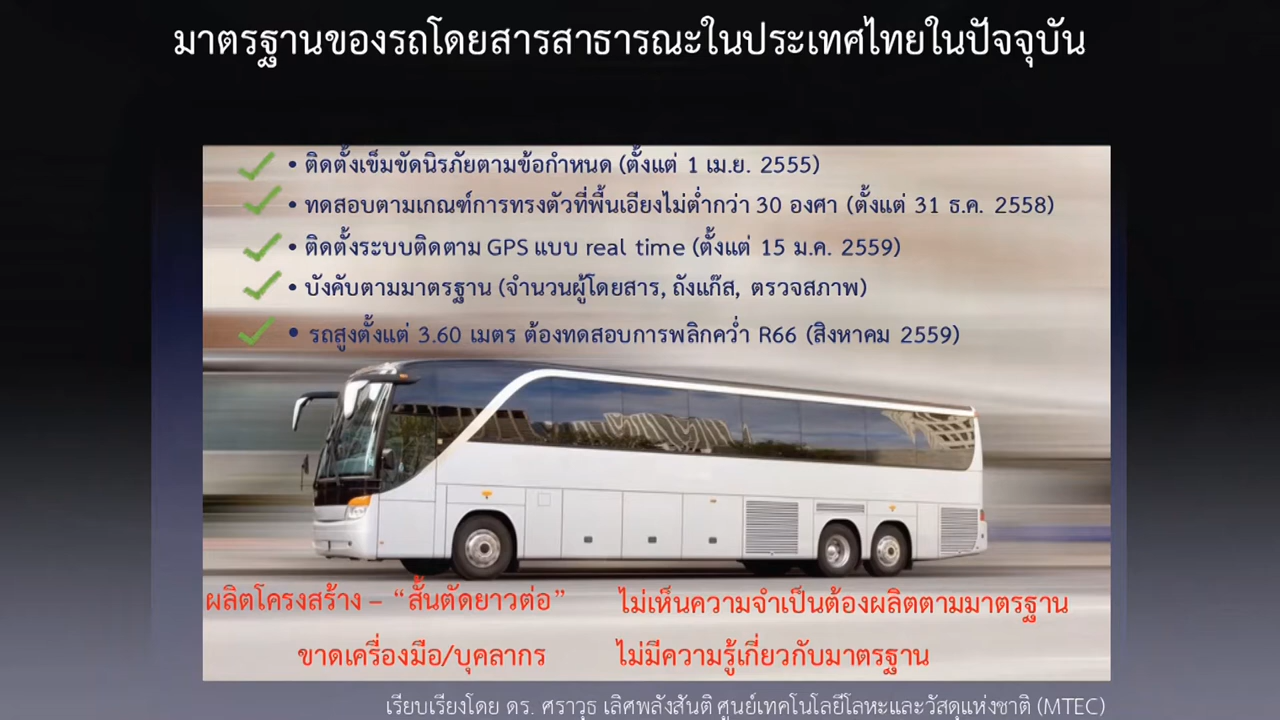 มาตรฐานของรถโดยสารสาธารณะในประเทศไทยในปัจจุบัน
• ติดตั้งเข็มขัดนิรภัยตามข้อกำหนด (ตั้งแต่ 1 เม.ย. 2555)
• ทดสอบตามเกณฑ์การทรงตัวที่พื้นเอียงไม่ต่ำกว่า 30 องศา (ตั้งแต่ 31 ธ.ค. 2558)
• ติดตั้งระบบติดตาม GPS แบบ real time (ตั้งแต่ 15 ม.ค. 2559)
• บังคับตามมาตรฐาน (จำนวนผู้โดยสาร, ถังแก๊ส, ตรวจสภาพ)
• รถสูงตั้งแต่ 3.60 เมตร ต้องทดสอบการพลิกคว่ำ R66 (สิงหาคม 2559)
ผลิตโครงสร้าง – “สั้นตัดยาวต่อ” ไม่เห็นความจำเป็นต้องผลิตตามมาตรฐาน
ขาดเครื่องมือ/บุคลากร ไม่มีความรู้เกี่ยวกับมาตรฐาน
เรียบเรียงโดย ดร. ศราวุธ เลิศพลังสันติ ศูนย์เทคโนโลยีโลหะและวัสดุแห่งชาติ (MTEC)